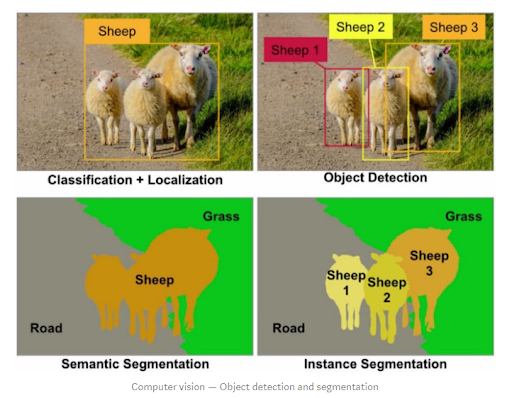 Sheep
Sheep 1
Sheep 2
Sheep 3
Classification + Localization
Object Detection
Grass
Sheep
Road
Grass
Sheep
1
Sheep
2
Sheep
3
Road
Semantic Segmentation
Instance Segmentation
Computer vision — Object detection and segmentation